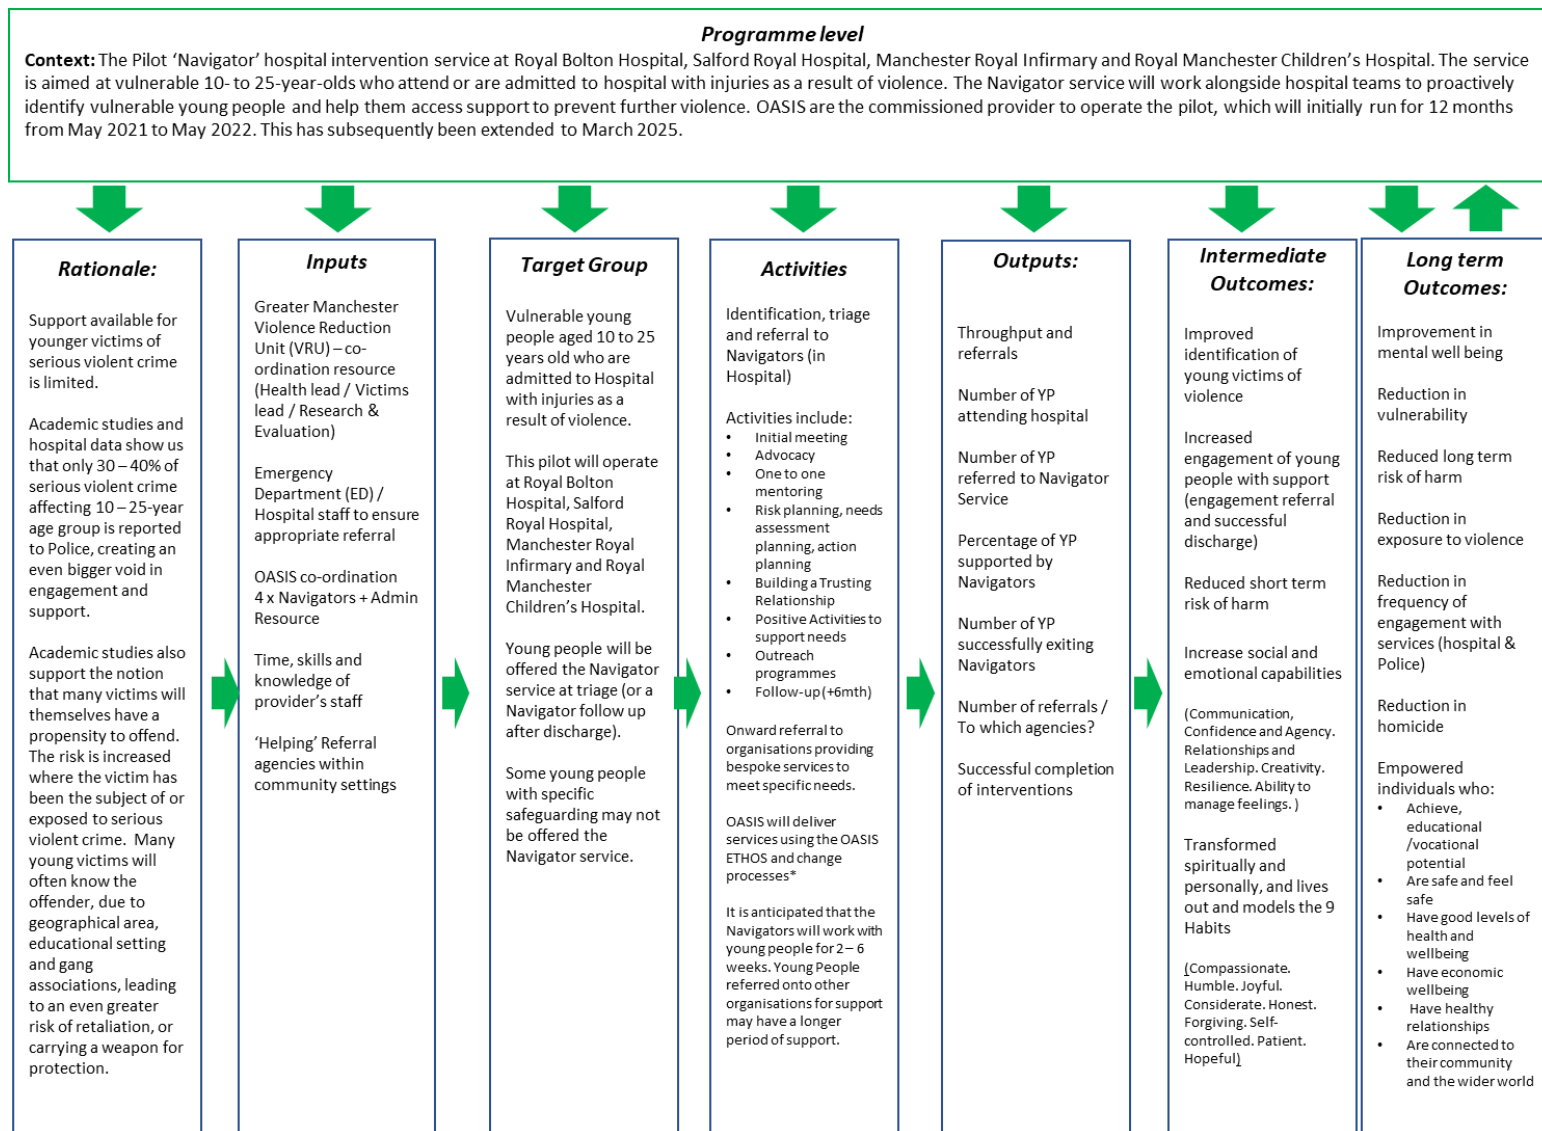 Programme level
Context: The Pilot ‘Navigator’ hospital intervention service at Royal Bolton Hospital, Salford Royal Hospital, Manchester Royal Infirmary and Royal Manchester Children’s Hospital. The service
is aimed at vulnerable 10- to 25-year-olds who attend or are admitted to hospital with injuries as a result of violence. The Navigator service will work alongside hospital teams to proactively
identify vulnerable young people and help them access support to prevent further violence. OASIS are the commissioned provider to operate the pilot, which will initially run for 12 months
from May 2021 to May 2022. This has subsequently been extended to March 2025.
Rationale:
Support available for
younger victims of
serious violent crime
is limited.
Academic studies and
hospital data show us
that only 30 – 40% of
serious violent crime
affecting 10 – 25-year
age group is reported
to Police, creating an
even bigger void in
engagement and
support.
Academic studies also
support the notion
that many victims will
themselves have a
propensity to offend.
The risk is increased
where the victim has
been the subject of or
exposed to serious
violent crime.  Many
young victims will
often know the
offender, due to
geographical area,
educational setting
and gang
associations, leading
to an even greater
risk of retaliation, or
carrying a weapon for
protection.
Inputs
Greater Manchester
Violence Reduction
Unit (VRU) – co-
ordination resource
(Health lead / Victims
lead / Research &
Evaluation)
Emergency
Department (ED) /
Hospital staff to ensure
appropriate referral
OASIS co-ordination
4 x Navigators + Admin
Resource
Time, skills and
knowledge of
provider’s staff
‘Helping’ Referral
agencies within
community settings
Target Group
Vulnerable young
people aged 10 to 25
years old who are
admitted to Hospital
with injuries as a
result of violence.
This pilot will operate
at Royal Bolton
Hospital, Salford
Royal Hospital,
Manchester Royal
Infirmary and Royal
Manchester
Children’s Hospital.
Young people will be
offered the Navigator
service at triage (or a
Navigator follow up
after discharge).
Some young people
with specific
safeguarding may not
be offered the
Navigator service.
Activities
Identification, triage
and referral to
Navigators (in
Hospital)
Activities include:
• Initial meeting
• Advocacy
• One to one
mentoring
• Risk planning, needs
assessment
planning, action
planning
• Building a Trusting
Relationship
• Positive Activities to
support needs
• Outreach
programmes
• Follow-up (+6mth)
Onward referral to
organisations providing
bespoke services to
meet specific needs.
OASIS will deliver
services using the OASIS
ETHOS and change
processes*
It is anticipated that the
Navigators will work with
young people for 2 – 6
weeks. Young People
referred onto other
organisations for support
may have a longer
period of support.
Outputs:
Throughput and
referrals
Number of YP
attending hospital
Number of YP
referred to Navigator
Service
Percentage of YP
supported by
Navigators
Number of YP
successfully exiting
Navigators
Number of referrals /
To which agencies?
Successful completion
of interventions
Intermediate
Outcomes:
Improved
identification of
young victims of
violence
Increased
engagement of young
people with support
(engagement referral
and successful
discharge)
Reduced short term
risk of harm
Increase social and
emotional capabilities
(Communication,
Confidence and Agency.
Relationships and
Leadership. Creativity.
Resilience. Ability to
manage feelings. )
Transformed
spiritually and
personally, and lives
out and models the 9
Habits
(Compassionate.
Humble. Joyful.
Considerate. Honest.
Forgiving. Self-
controlled. Patient.
Hopeful)
Long term
Outcomes:
Improvement in
mental well being
Reduction in
vulnerability
Reduced long term
risk of harm
Reduction in
exposure to violence
Reduction in
frequency of
engagement with
services (hospital &
Police)
Reduction in
homicide
Empowered
individuals who:
• Achieve,
educational
/vocational
potential
• Are safe and feel
safe
• Have good levels of
health and
wellbeing
• Have economic
wellbeing
• Have healthy
relationships
• Are connected to
their community
and the wider world